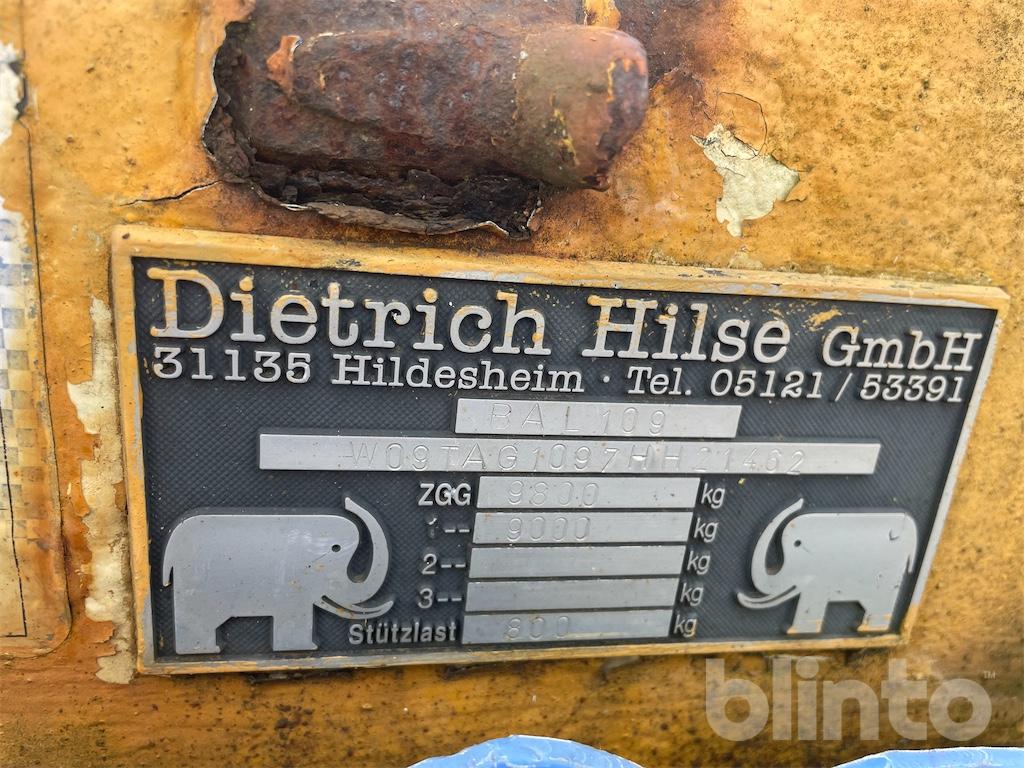 Dietrich Hilse GmbH
31135 Hildesheim · Tel. 05121 / 53391
BAL109
W09TAG1097HH21462
ZGG 9800 kg
1-- 9000 kg
2-- kg
3-- kg
Stützlast 800 kg
blinto™